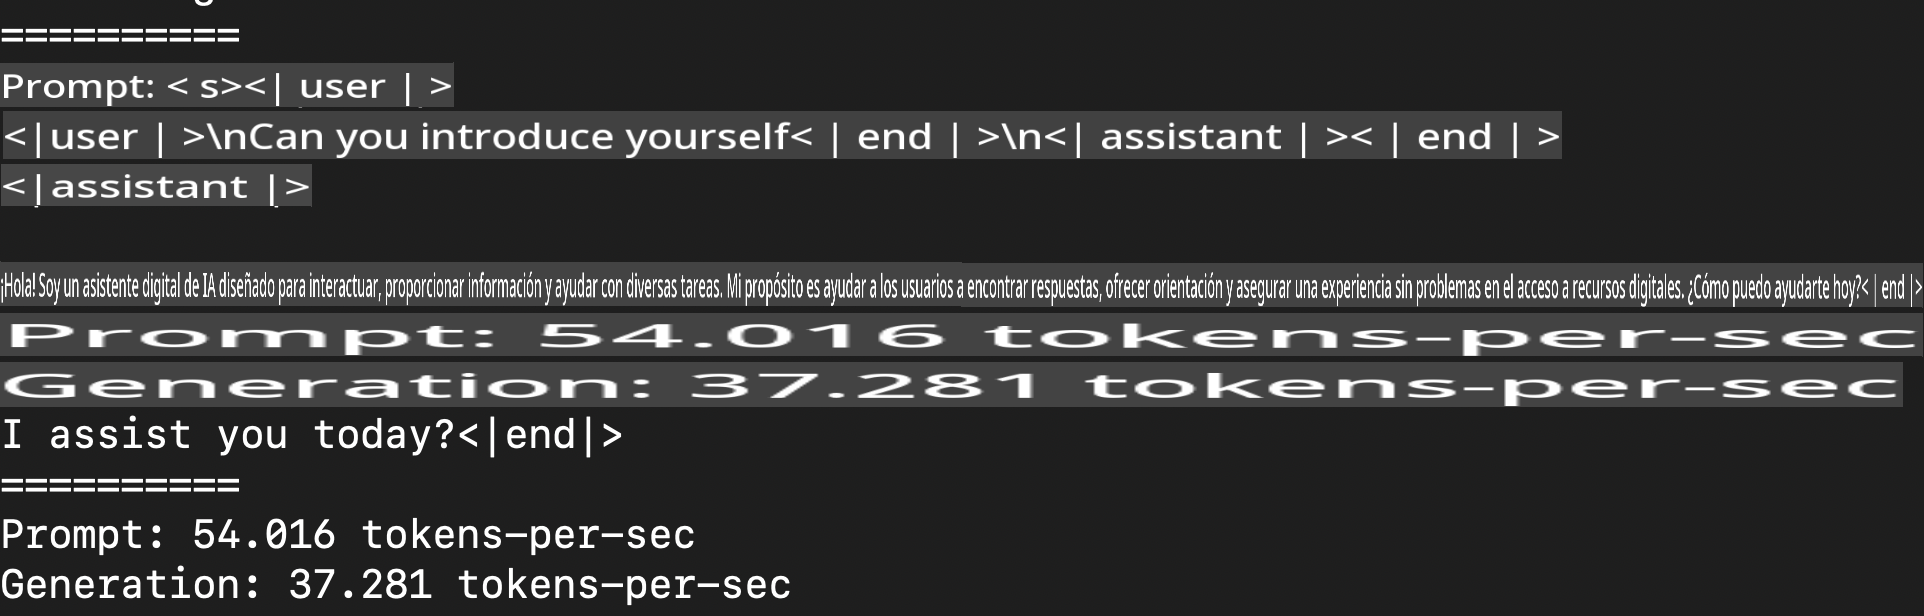 ==========
Prompt: < s><| user | >
<|user | >\nCan you introduce yourself< | end | >\n<| assistant | >< | end | >
<|assistant |>
¡Hola! Soy un asistente digital de IA diseñado para interactuar, proporcionar información y ayudar con diversas tareas. Mi propósito es ayudar a los usuarios a encontrar respuestas, ofrecer orientación y asegurar una experiencia sin problemas en el acceso a recursos digitales. ¿Cómo puedo ayudarte hoy?< | end |>
Prompt: 54.016 tokens-per-sec
Generation: 37.281 tokens-per-sec
I assist you today?<|end|>
==========
Prompt: 54.016 tokens-per-sec
Generation: 37.281 tokens-per-sec